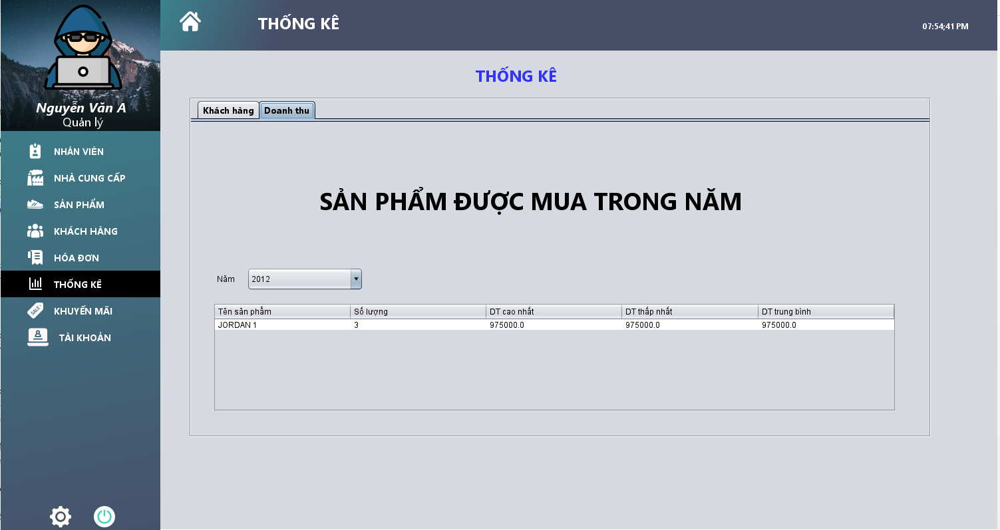 Nguyễn Văn A
Quản lý
NHÂN VIÊN
NHÀ CUNG CẤP
SẢN PHẨM
KHÁCH HÀNG
HÓA ĐƠN
THỐNG KÊ
SALE
KHUYẾN MÃI
TÀI KHOẢN
THỐNG KÊ
07:54;41 PM
THỐNG KÊ
Khách hàng Doanh thu
SẢN PHẨM ĐƯỢC MUA TRONG NĂM
Năm 2012
Tên sản phẩm Số lượng DT cao nhất DT thấp nhất DT trung bình
JORDAN 1 3 975000.0 975000.0 975000.0